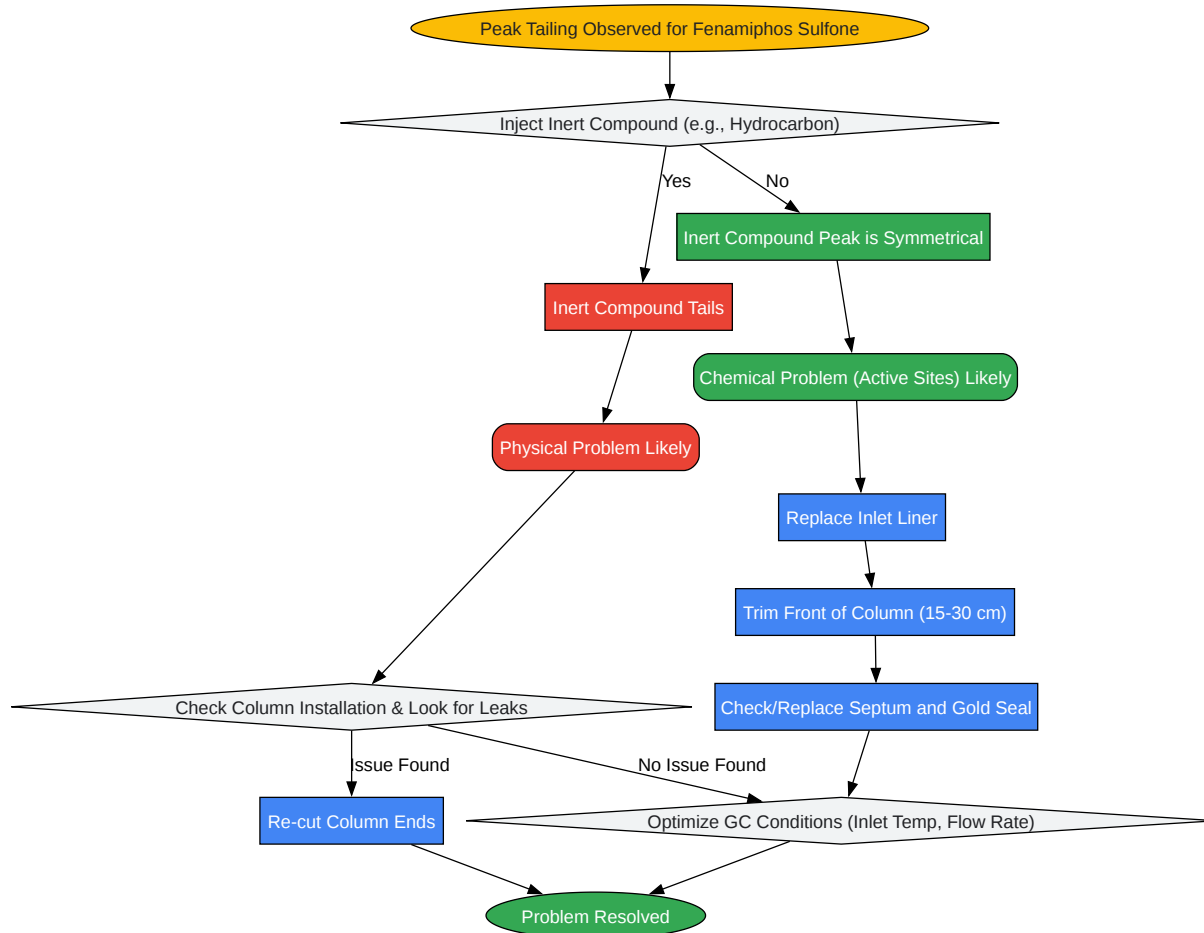 Peak Tailing Observed for Fenamiphos Sulfone
Inject Inert Compound (e.g., Hydrocarbon)
Yes
No
Inert Compound Peak is Symmetrical
Inert Compound Tails
Chemical Problem (Active Sites) Likely
Physical Problem Likely
Replace Inlet Liner
Trim Front of Column (15-30 cm)
Check Column Installation & Look for Leaks
Check/Replace Septum and Gold Seal
Issue Found
No Issue Found
Re-cut Column Ends
Optimize GC Conditions (Inlet Temp, Flow Rate)
Problem Resolved